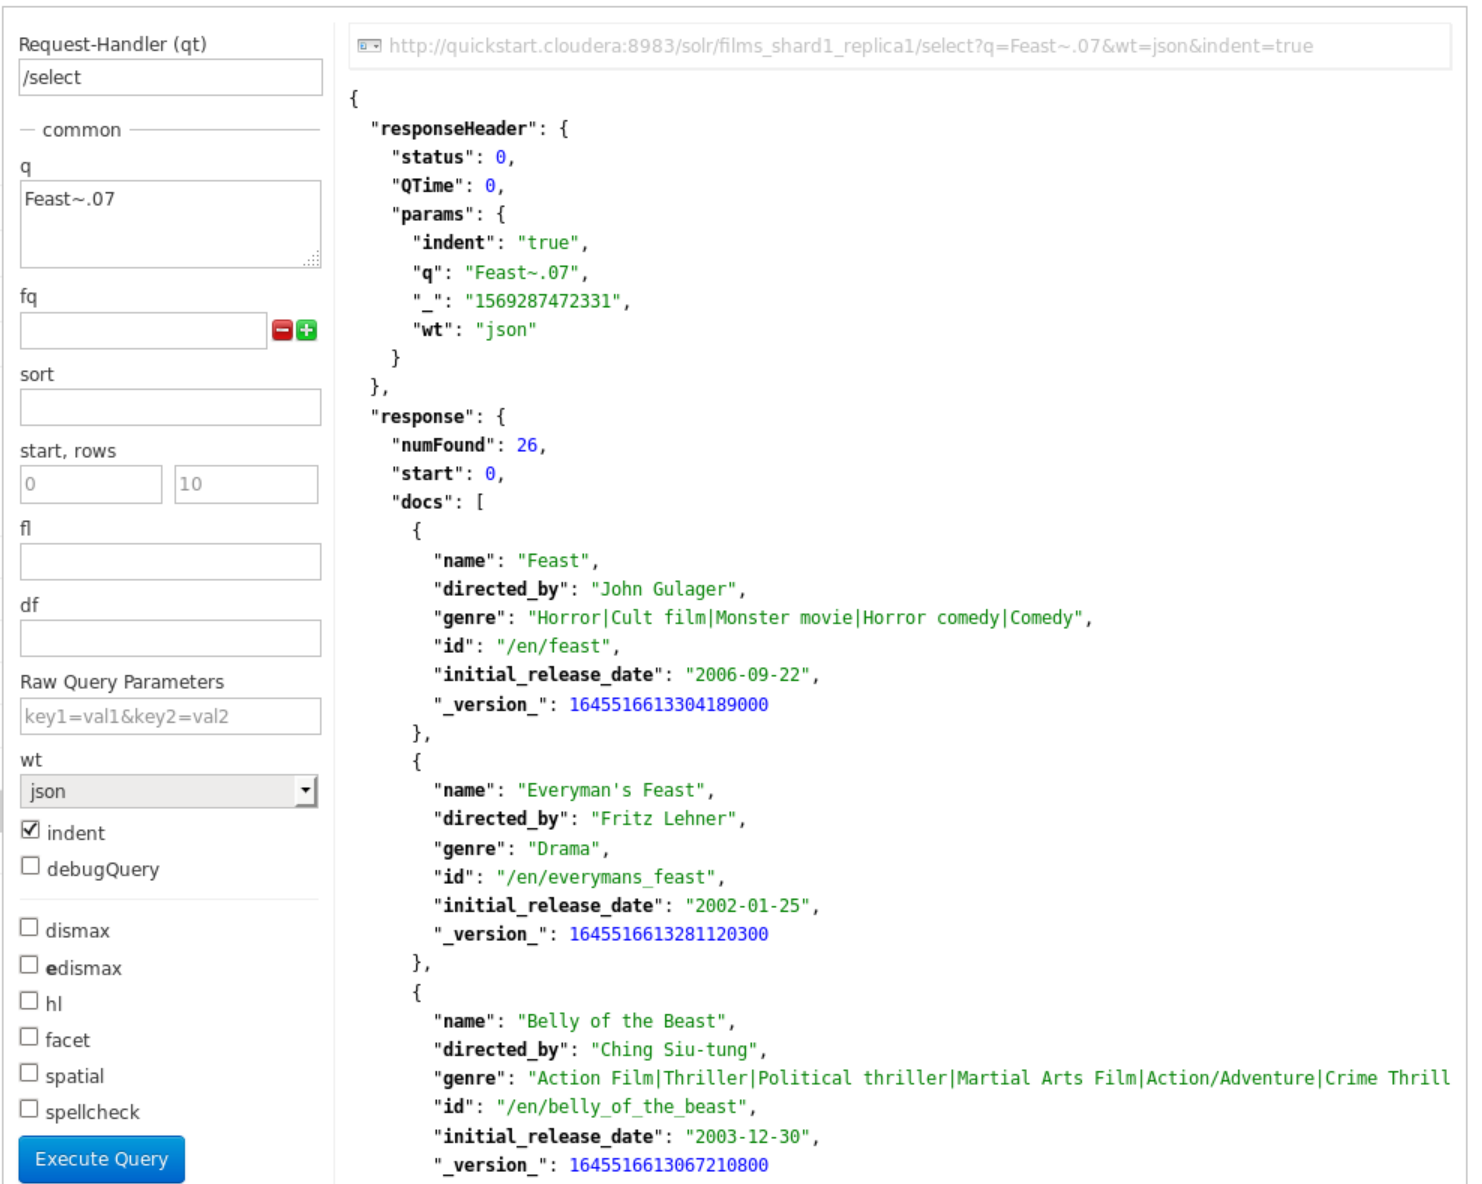 Request-Handler (qt)
/select
common
q
Feast~.07
fq
sort
start, rows
0 10
fl
df
Raw Query Parameters
key1=val1&key2=val2
wt
json
indent
debugQuery
dismax
edismax
hl
facet
spatial
spellcheck
Execute Query
http://quickstart.cloudera:8983/solr/films_shard1_replica1/select?q=Feast~.07&wt=json&indent=true
{
"responseHeader": {
"status": 0,
"QTime": 0,
"params": {
"indent": "true",
"q": "Feast~.07",
"_": "1569287472331",
"wt": "json"
}
},
"response": {
"numFound": 26,
"start": 0,
"docs": [
{
"name": "Feast",
"directed_by": "John Gulager",
"genre": "Horror|Cult film|Monster movie|Horror comedy|Comedy",
"id": "/en/feast",
"initial_release_date": "2006-09-22",
"_version_": 1645516613304189000
},
{
"name": "Everyman's Feast",
"directed_by": "Fritz Lehner",
"genre": "Drama",
"id": "/en/everymans_feast",
"initial_release_date": "2002-01-25",
"_version_": 1645516613281120300
},
{
"name": "Belly of the Beast",
"directed_by": "Ching Siu-tung",
"genre": "Action Film|Thriller|Political thriller|Martial Arts Film|Action/Adventure|Crime Thrill
"id": "/en/belly_of_the_beast",
"initial_release_date": "2003-12-30",
"_version_": 1645516613067210800